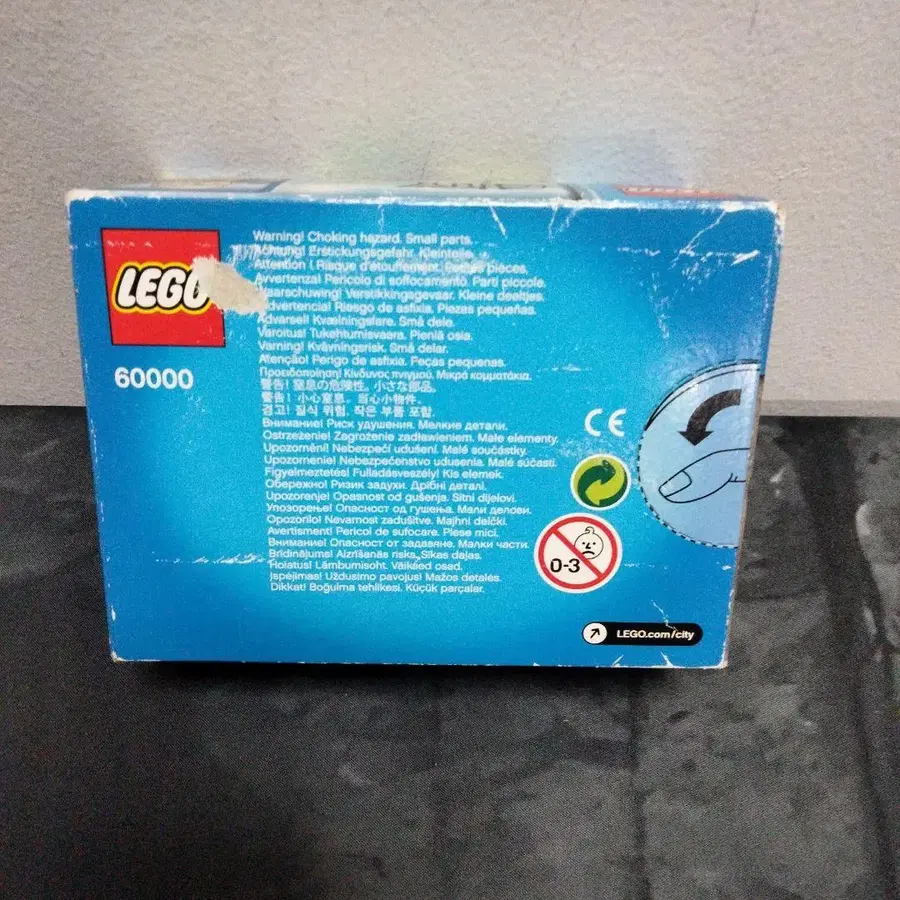 LEGO
60000
Warning! Choking hazard. Small parts.
Achtung! Erstickungsgefahr. Kleinteile.
Attention ! Risque d'étouffement. Petites pièces.
Avvertenza! Pericolo di soffocamento. Parti piccole.
Waarschuwing! Verstikkingsgevaar. Kleine deeltjes.
Advertencia! Riesgo de asfixia. Piezas pequeñas.
Advarsel! Kvælningsfare. Små dele.
Varoitus! Tukehtumisvaara. Pieniä osia.
Varning! Kvävningsrisk. Små delar.
Atenção! Perigo de asfixia. Peças pequenas.
Προειδοποίηση! Κίνδυνος πνιγμού. Μικρά κομματάκια.
警告！窒息の危険性。小さな部品。
警告！小心窒息。当心小物件。
경고! 질식 위험. 작은 부품 포함.
Внимание! Риск удушения. Мелкие детали.
Ostrzeżenie! Zagrożenie zadławieniem. Małe elementy.
Upozornění! Nebezpečí udušení. Malé součástky.
Upozornenie! Nebezpečenstvo udusenia. Malé súčasti.
Figyelmeztetés! Fulladásveszély! Kis elemek.
Обережно! Ризик задухи. Дрібні деталі.
Upozorenje! Opasnost od gušenja. Sitni dijelovi.
Упозорење! Опасност од гушења. Мали делови.
Opozorilo! Nevarnost zadušitve. Majhni delčki.
Avertisment! Pericol de sufocare. Piese mici.
Внимание! Опасност от задавяне. Малки части.
Brīdinājums! Aizrīšanās risks. Sīkas daļas.
Hoiatus! Lämbumisoht. Väikesed osad.
Įspėjimas! Uždusimo pavojus! Mažos detalės.
Dikkat! Boğulma tehlikesi. Küçük parçalar.
CE
0-3
LEGO.com/city